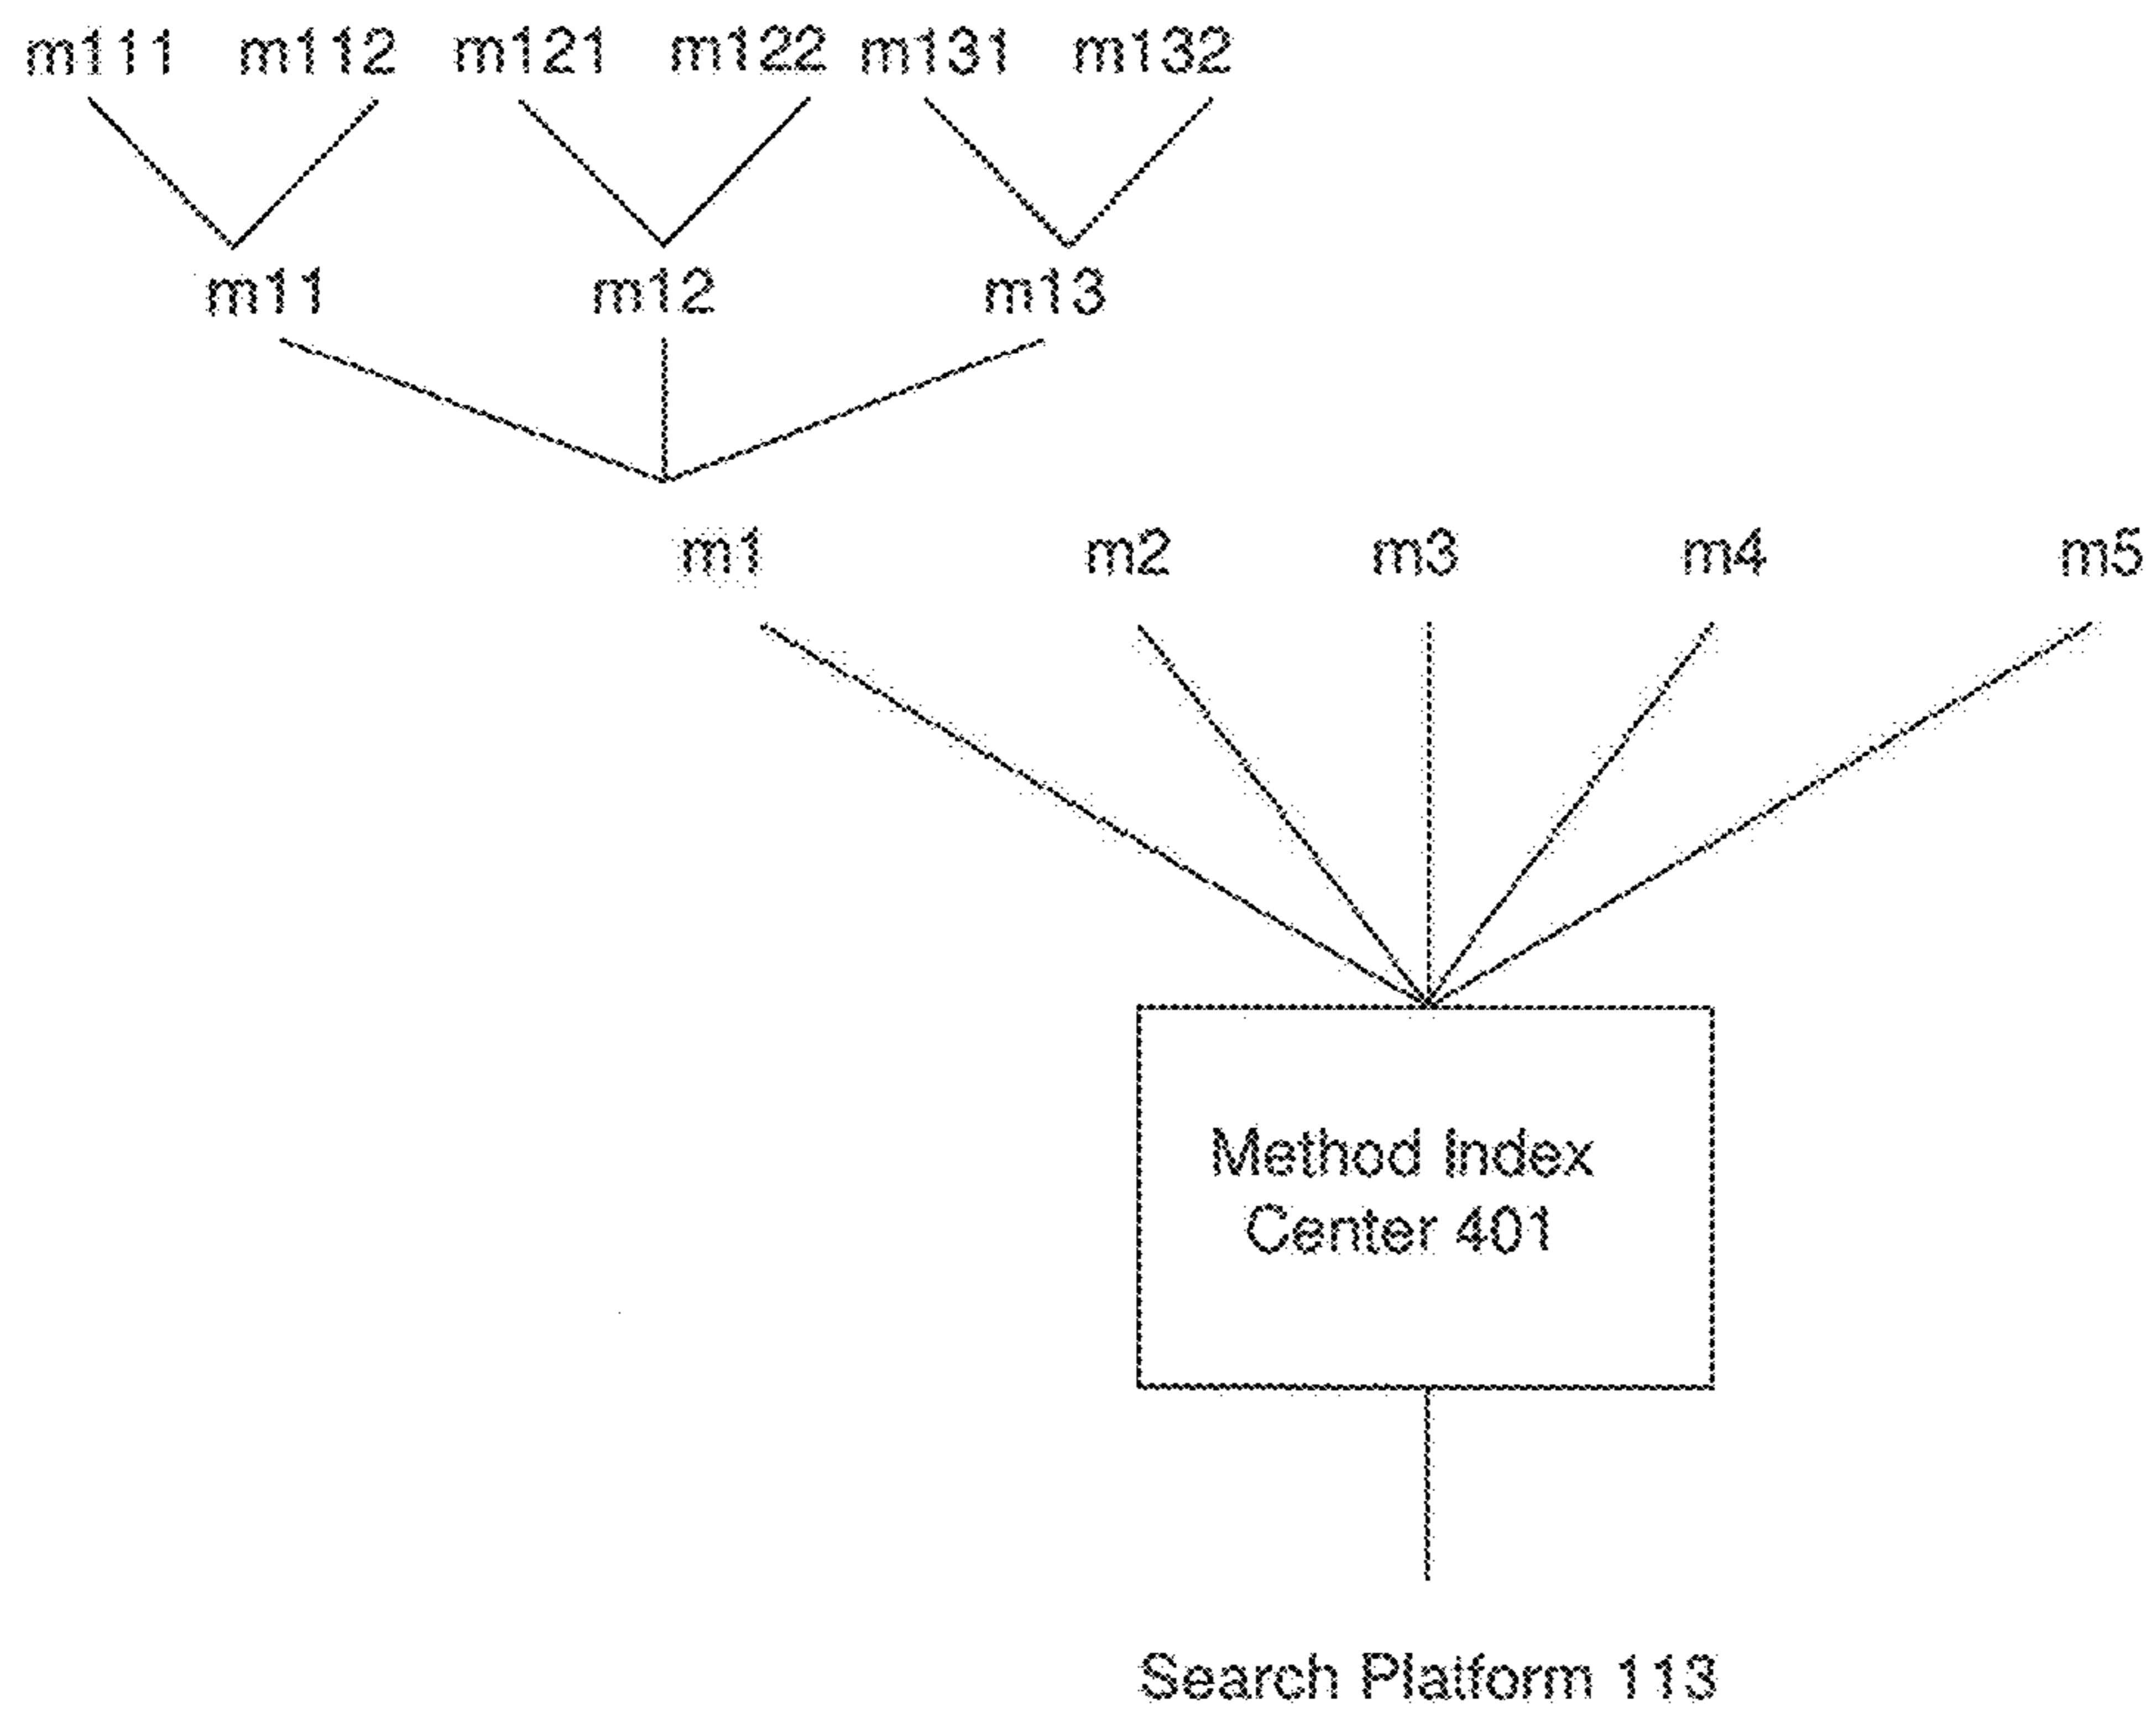 m111 m112 m121 m122 m131 m132
m11 m12 m13
m1 m2 m3 m4 m5
Method Index
Center 401
Search Platform 113